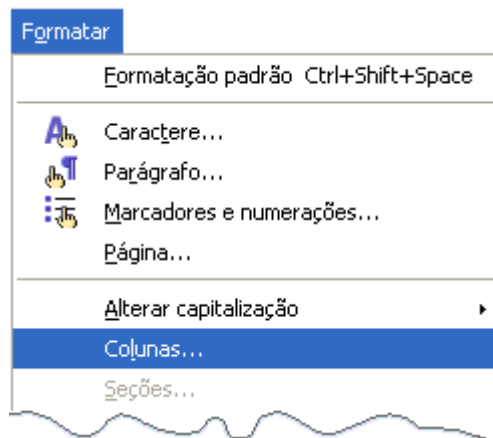 Formatar
Formatação padrão Ctrl+Shift+Space
Caractere...
Parágrafo...
Marcadores e numerações...
Página...
Alterar capitalização
Colunas...
Seções...